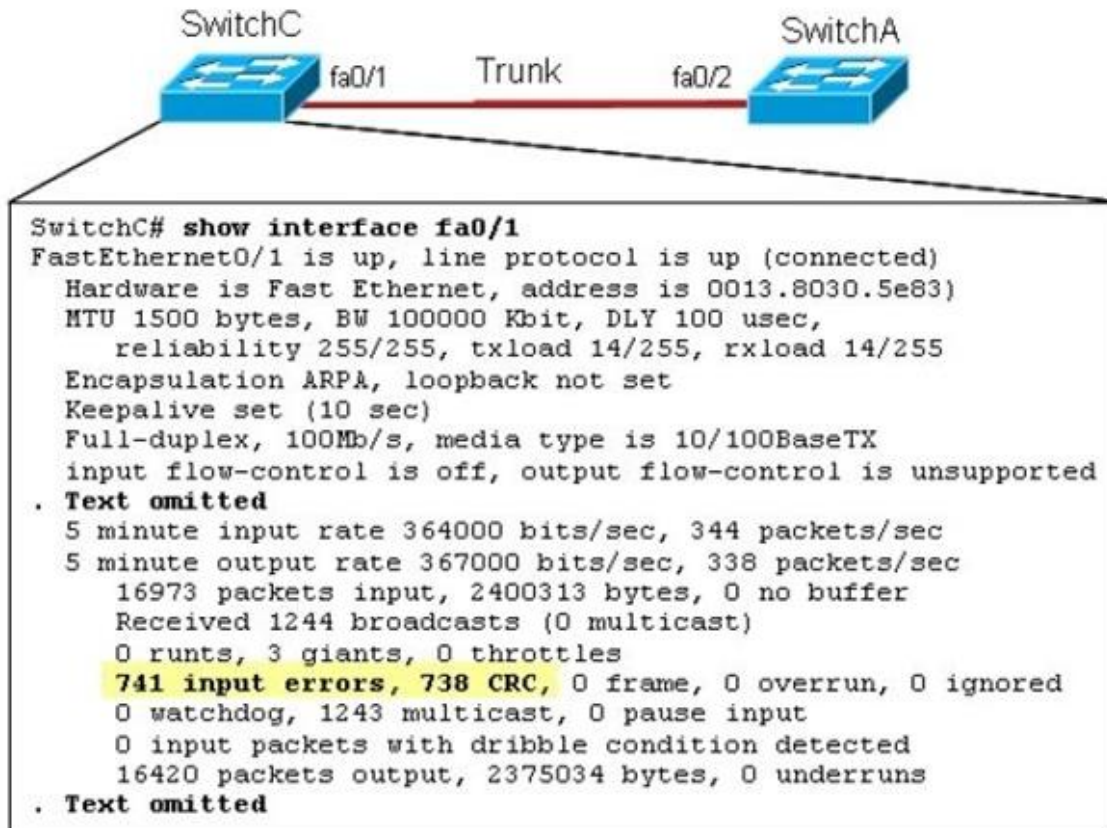 SwitchC
SwitchA
fa0/1
Trunk
fa0/2
SwitchC# show interface fa0/1
FastEthernet0/1 is up, line protocol is up (connected)
Hardware is Fast Ethernet, address is 0013.8030.5e83)
MTU 1500 bytes, BW 100000 Kbit, DLY 100 usec,
reliability 255/255, txload 14/255, rxload 14/255
Encapsulation ARPA, loopback not set
Keepalive set (10 sec)
Full-duplex, 100Mb/s, media type is 10/100BaseTX
input flow-control is off, output flow-control is unsupported
. Text omitted
5 minute input rate 364000 bits/sec, 344 packets/sec
5 minute output rate 367000 bits/sec, 338 packets/sec
16973 packets input, 2400313 bytes, 0 no buffer
Received 1244 broadcasts (0 multicast)
0 runts, 3 giants, 0 throttles
741 input errors, 738 CRC, 0 frame, 0 overrun, 0 ignored
0 watchdog, 1243 multicast, 0 pause input
0 input packets with dribble condition detected
16420 packets output, 2375034 bytes, 0 underruns
. Text omitted